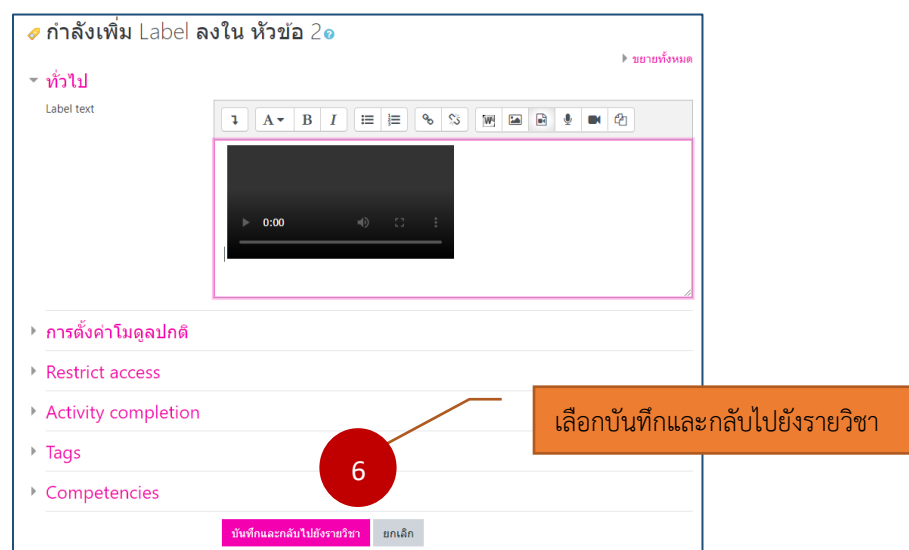 กำลังเพิ่ม Label ลงใน หัวข้อ 2
ขยายทั้งหมด
ทั่วไป
Label text
A B I
0:00
การตั้งค่าโมดูลปกติ
Restrict access
Activity completion
เลือกบันทึกและกลับไปยังรายวิชา
Tags
6
Competencies
บันทึกและกลับไปยังรายวิชา ยกเลิก